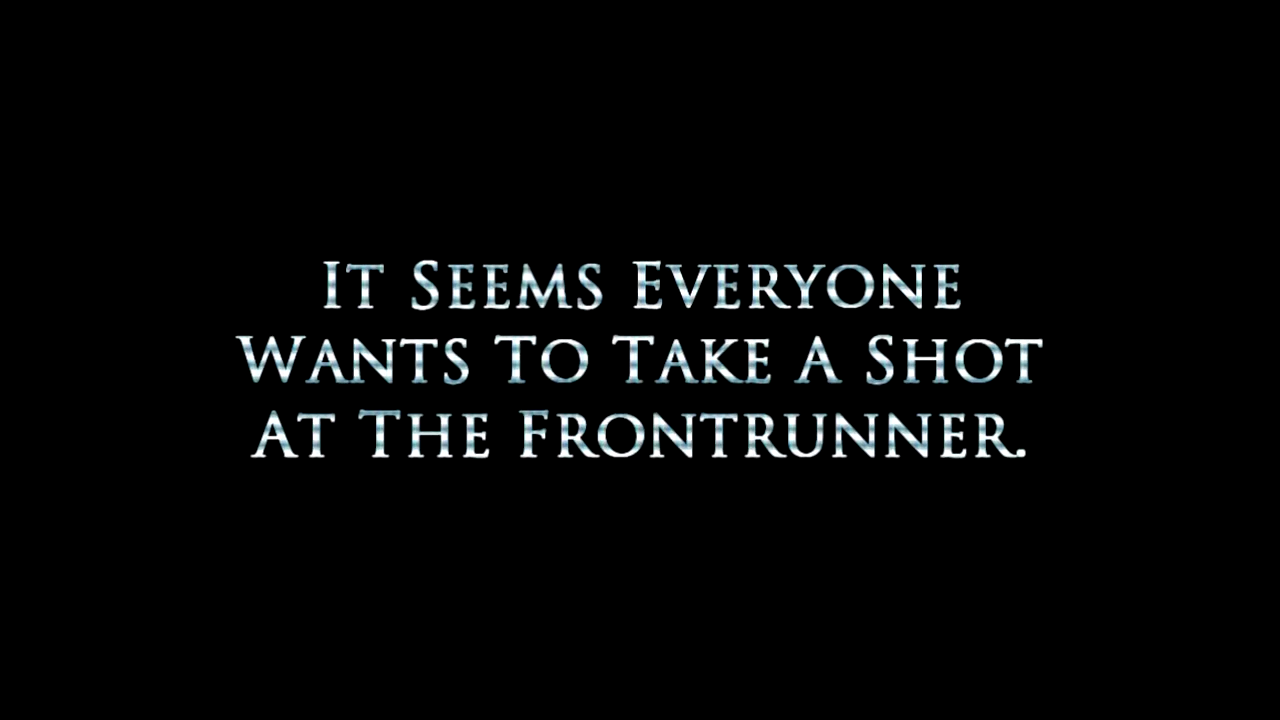 It Seems Everyone
Wants To Take A Shot
At The Frontrunner.